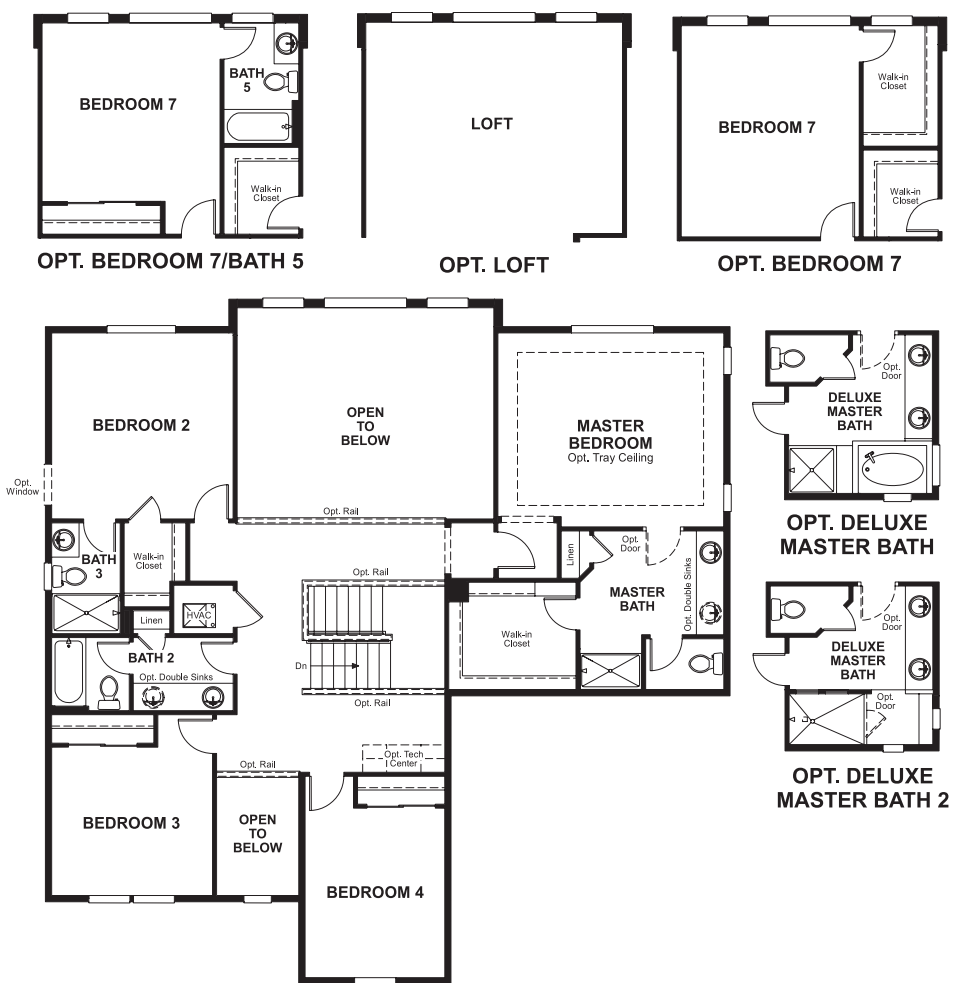 BEDROOM 7
BATH
5
Walk-in
Closet
OPT. BEDROOM 7/BATH 5
LOFT
OPT. LOFT
BEDROOM 7
Walk-in
Closet
Walk-in
Closet
OPT. BEDROOM 7
BEDROOM 2
Opt.
Window
OPEN
TO
BELOW
Opt. Rail
MASTER
BEDROOM
Opt. Tray Ceiling
BATH
3
Walk-in
Closet
Linen
HVAC
BATH 2
Opt. Double Sinks
Opt. Rail
Dn
Opt. Rail
Linen
Opt.
Door
MASTER
BATH
Opt. Double Sinks
Walk-in
Closet
Opt. Tech
Center
Opt. Rail
BEDROOM 3
OPEN
TO
BELOW
BEDROOM 4
Opt.
Door
DELUXE
MASTER
BATH
OPT. DELUXE
MASTER BATH
Opt.
Door
DELUXE
MASTER
BATH
Opt.
Door
OPT. DELUXE
MASTER BATH 2